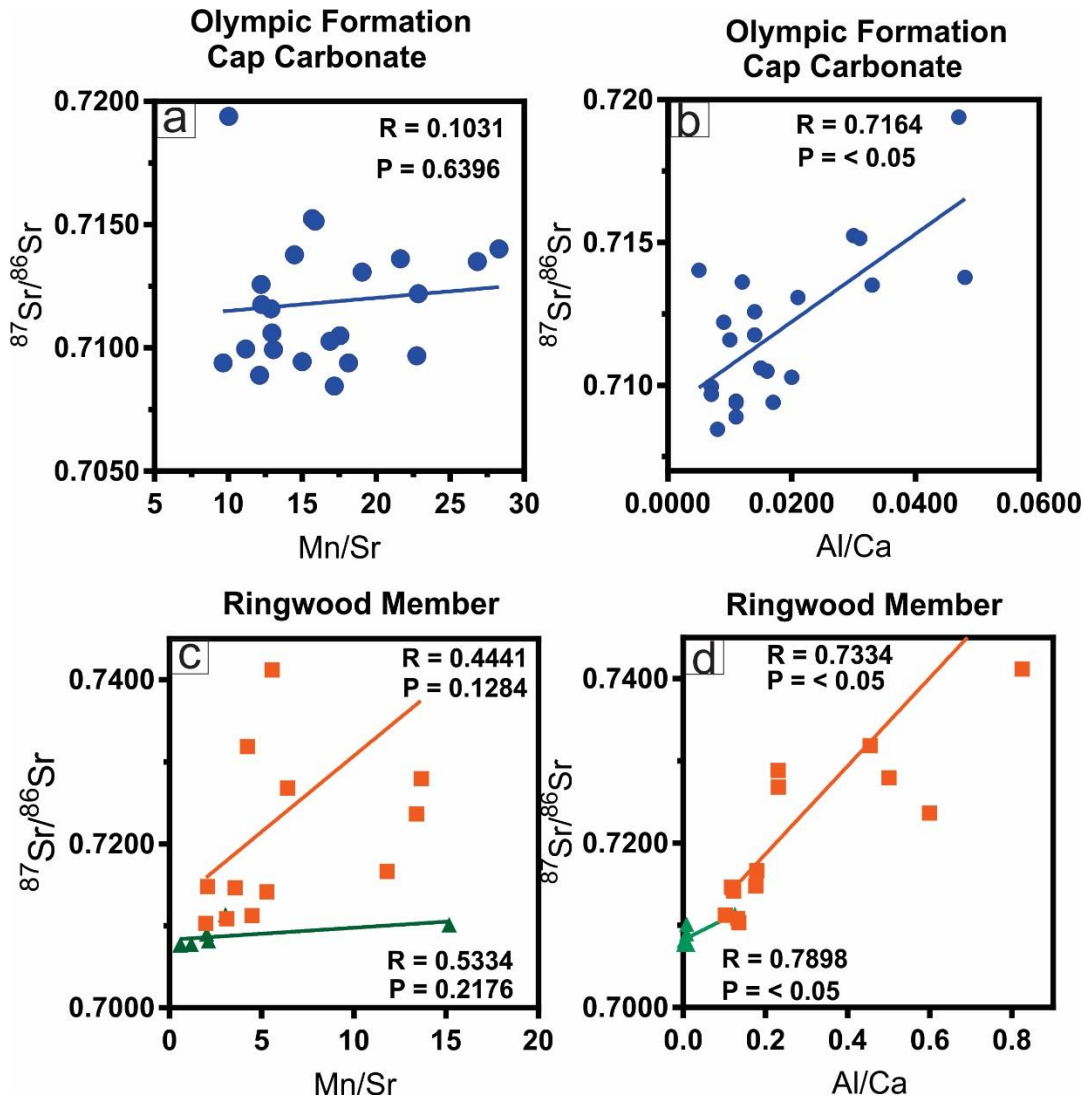 Olympic Formation
Cap Carbonate
a
R = 0.1031
P = 0.6396
0.7200
0.7150
0.7100
0.7050
⁸⁷Sr/⁸⁶Sr
5 10 15 20 25 30
Mn/Sr
Olympic Formation
Cap Carbonate
b
R = 0.7164
P = < 0.05
0.720
0.715
0.710
⁸⁷Sr/⁸⁶Sr
0.0000 0.0200 0.0400 0.0600
Al/Ca
Ringwood Member
c
R = 0.4441
P = 0.1284
0.7400
0.7200
0.7000
⁸⁷Sr/⁸⁶Sr
R = 0.5334
P = 0.2176
0 5 10 15 20
Mn/Sr
Ringwood Member
d
R = 0.7334
P = < 0.05
0.7400
0.7200
0.7000
⁸⁷Sr/⁸⁶Sr
R = 0.7898
P = < 0.05
0.0 0.2 0.4 0.6 0.8
Al/Ca